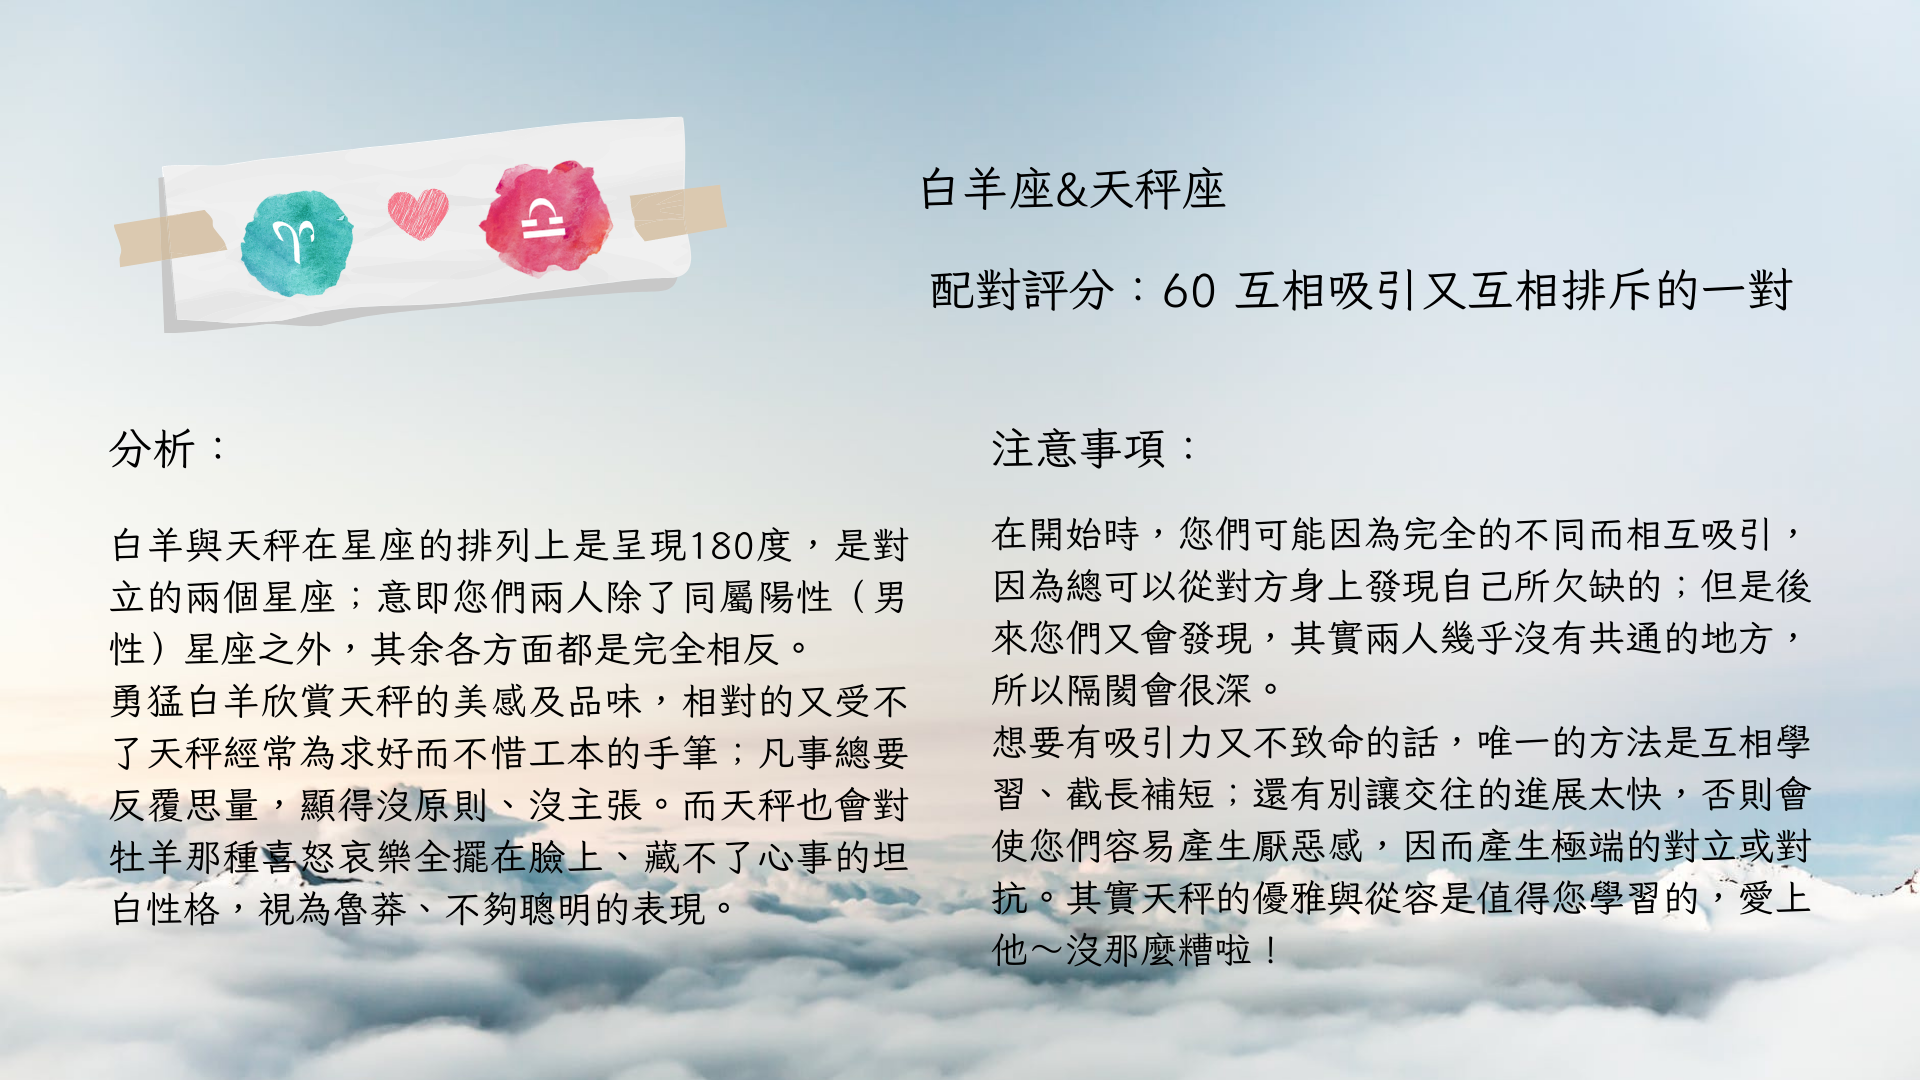 白羊座&天秤座
配對評分：60 互相吸引又互相排斥的一對
分析：
白羊與天秤在星座的排列上是呈現180度，是對
立的兩個星座；意即您們兩人除了同屬陽性（男
性）星座之外，其余各方面都是完全相反。
勇猛白羊欣賞天秤的美感及品味，相對的又受不
了天秤經常為求好而不惜工本的手筆；凡事總要
反覆思量，顯得沒原則、沒主張。而天秤也會對
牡羊那種喜怒哀樂全擺在臉上、藏不了心事的坦
白性格，視為魯莽、不夠聰明的表現。
注意事項：
在開始時，您們可能因為完全的不同而相互吸引，
因為總可以從對方身上發現自己所欠缺的；但是後
來您們又會發現，其實兩人幾乎沒有共通的地方，
所以隔閡會很深。
想要有吸引力又不致命的話，唯一的方法是互相學
習、截長補短；還有別讓交往的進展太快，否則會
使您們容易產生厭惡感，因而產生極端的對立或對
抗。其實天秤的優雅與從容是值得您學習的，愛上
他～沒那麼糟啦！